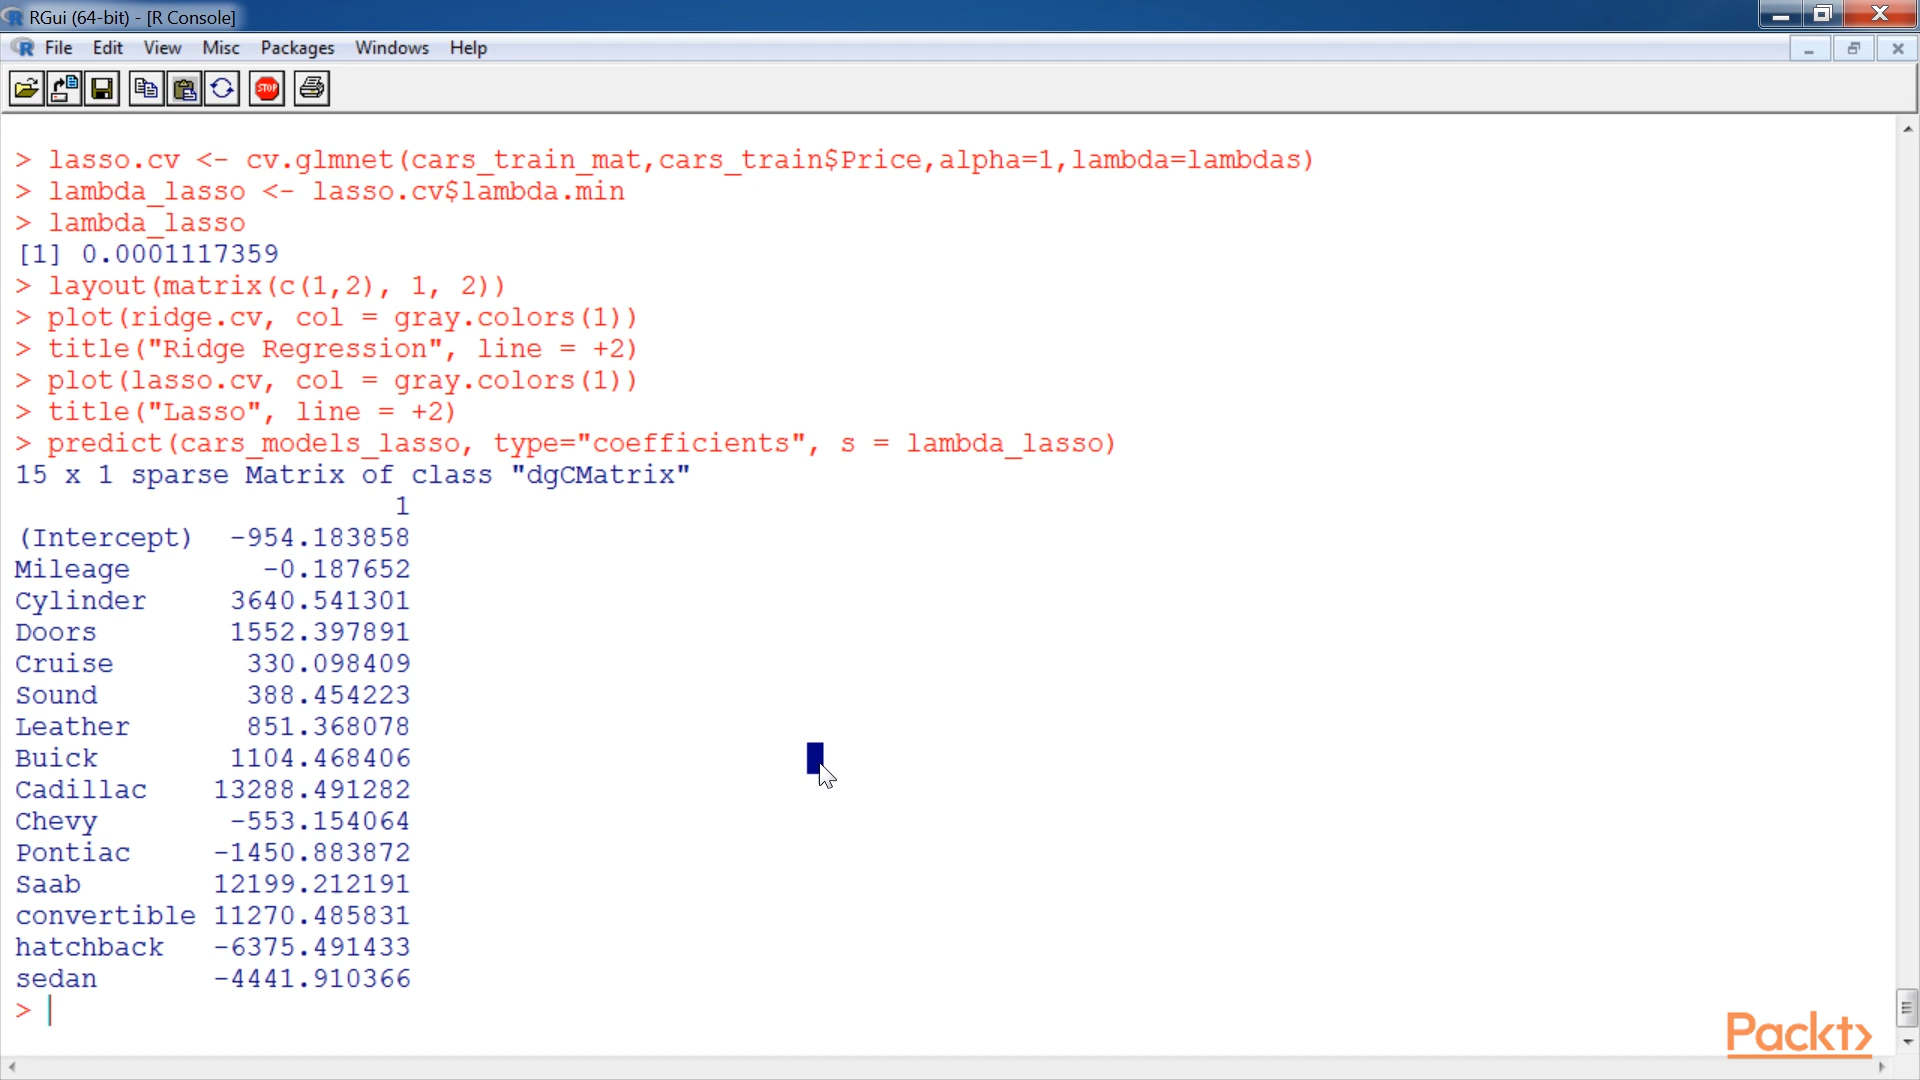 RGui (64-bit) - [R Console]
File Edit View Misc Packages Windows Help
STOP
> lasso.cv <- cv.glmnet(cars_train_mat,cars_train$Price,alpha=1,lambda=lambdas)
> lambda_lasso <- lasso.cv$lambda.min
> lambda_lasso
[1] 0.0001117359
> layout(matrix(c(1,2), 1, 2))
> plot(ridge.cv, col = gray.colors(1))
> title("Ridge Regression", line = +2)
> plot(lasso.cv, col = gray.colors(1))
> title("Lasso", line = +2)
> predict(cars_models_lasso, type="coefficients", s = lambda_lasso)
15 x 1 sparse Matrix of class "dgCMatrix"
1
(Intercept) -954.183858
Mileage -0.187652
Cylinder 3640.541301
Doors 1552.397891
Cruise 330.098409
Sound 388.454223
Leather 851.368078
Buick 1104.468406
Cadillac 13288.491282
Chevy -553.154064
Pontiac -1450.883872
Saab 12199.212191
convertible 11270.485831
hatchback -6375.491433
sedan -4441.910366
>
Packt>